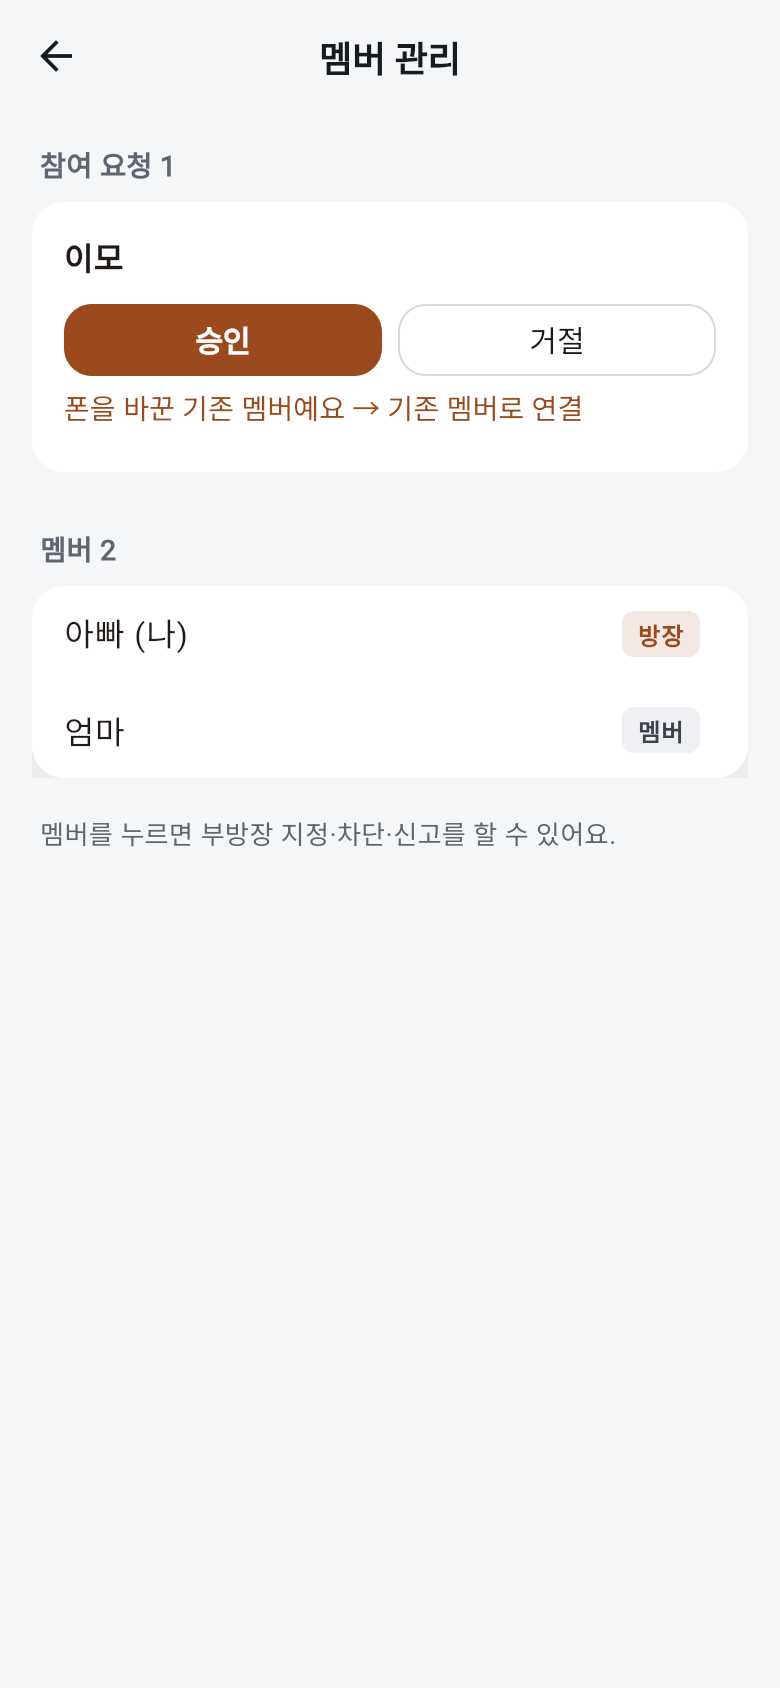 멤버 관리
참여 요청 1
이모
승인
거절
폰을 바꾼 기존 멤버예요 → 기존 멤버로 연결
멤버 2
아빠 (나)
방장
엄마
멤버
멤버를 누르면 부방장 지정·차단·신고를 할 수 있어요.